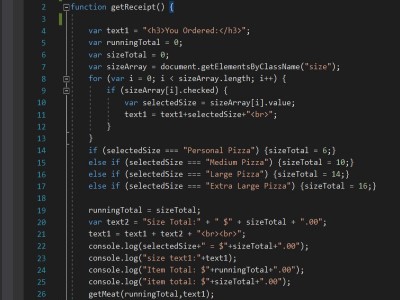 2 function getReceipt() {
3
4 var text1 = "<h3>You Ordered:</h3>";
5 var runningTotal = 0;
6 var sizeTotal = 0;
7 var sizeArray = document.getElementsByClassName("size");
8 for (var i = 0; i < sizeArray.length; i++) {
9 if (sizeArray[i].checked) {
10 var selectedSize = sizeArray[i].value;
11 text1 = text1+selectedSize+"<br>";
12 }
13 }
14 if (selectedSize === "Personal Pizza") {sizeTotal = 6;}
15 else if (selectedSize === "Medium Pizza") {sizeTotal = 10;}
16 else if (selectedSize === "Large Pizza") {sizeTotal = 14;}
17 else if (selectedSize === "Extra Large Pizza") {sizeTotal = 16;}
18
19 runningTotal = sizeTotal;
20 var text2 = "Size Total:" + " $" + sizeTotal + ".00";
21 text1 = text1 + text2 + "<br><br>";
22 console.log(selectedSize+" = $"+sizeTotal+".00");
23 console.log("size text1:"+text1);
24 console.log("Item Total: $"+runningTotal+".00");
25 console.log("item total: $"+sizeTotal+".00");
26 getMeat(runningTotal,text1);